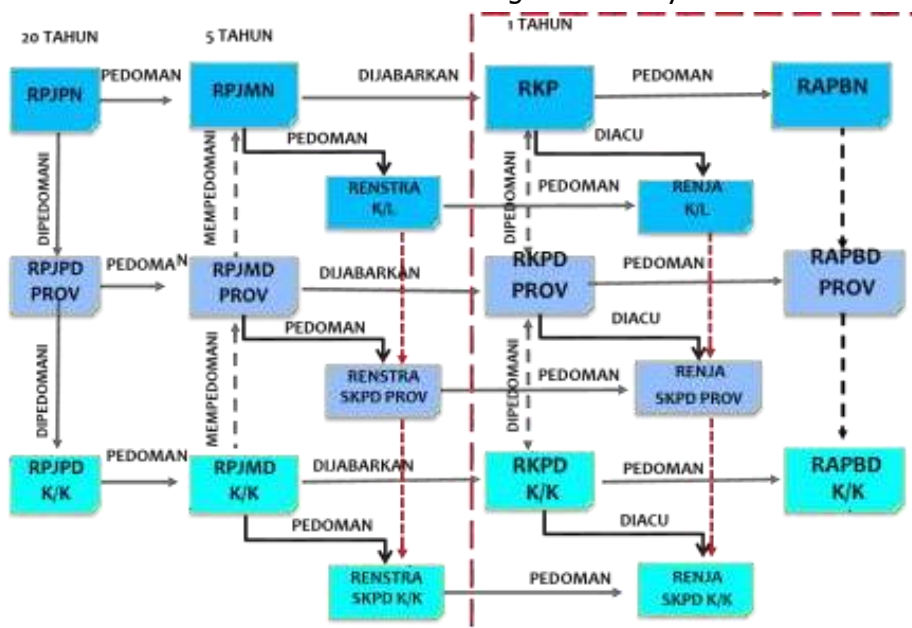 20 TAHUN
5 TAHUN
1 TAHUN
RPJPN
PEDOMAN
RPJMN
DIJABARKAN
RKP
PEDOMAN
RAPBN
PEDOMAN
DIACU
DIPEDOMANI
MEMPEDOMANI
RENSTRA
K/L
PEDOMAN
DIPEDOMANI
RENJA
K/L
RPJPD
PROV
PEDOMAN
RPJMD
PROV
DIJABARKAN
RKPD
PROV
PEDOMAN
RAPBD
PROV
PEDOMAN
DIACU
DIPEDOMANI
MEMPEDOMANI
RENSTRA
SKPD PROV
PEDOMAN
DIPEDOMANI
RENJA
SKPD PROV
RPJPD
K/K
PEDOMAN
RPJMD
K/K
DIJABARKAN
RKPD
K/K
PEDOMAN
RAPBD
K/K
PEDOMAN
DIACU
RENSTRA
SKPD K/K
PEDOMAN
RENJA
SKPD K/K